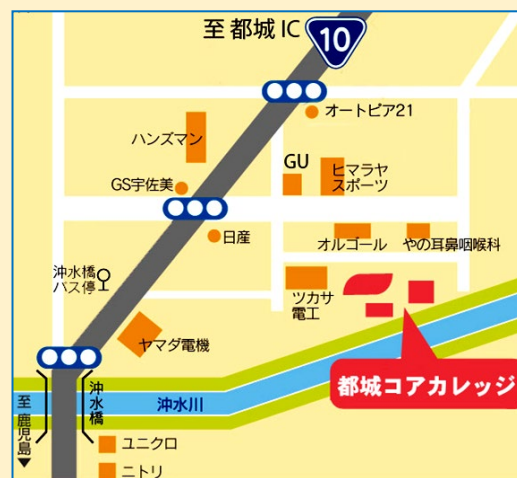 至 都城 IC
10
オートピア21
ハンズマン
GU
ヒマラヤ
スポーツ
GS宇佐美
日産
オルゴール
やの耳鼻咽喉科
沖水橋
バス停
ツカサ
電工
ヤマダ電機
都城コアカレッジ
沖水橋
沖水川
至 鹿児島▼
ユニクロ
ニトリ